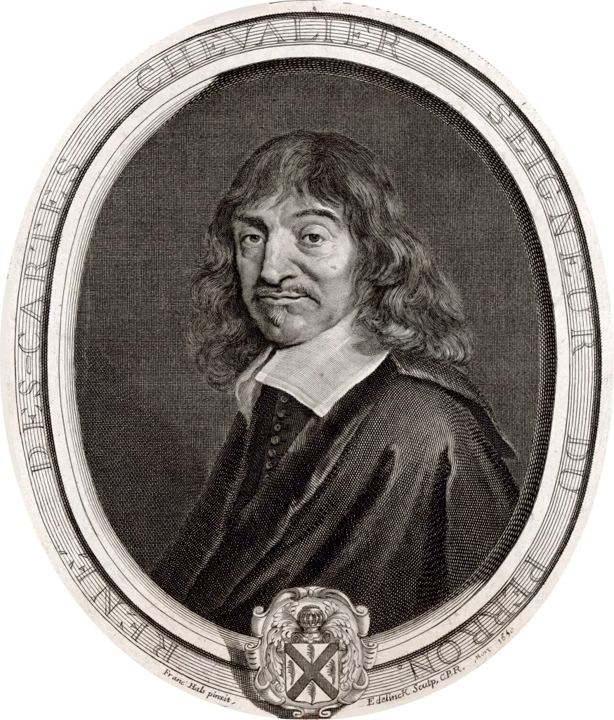 RENÉ DES-CARTES CHEVALIER SEIGNEUR DU PERRON.
Franc Hals pinxit,
Edelinck Sculp, C.P.R.